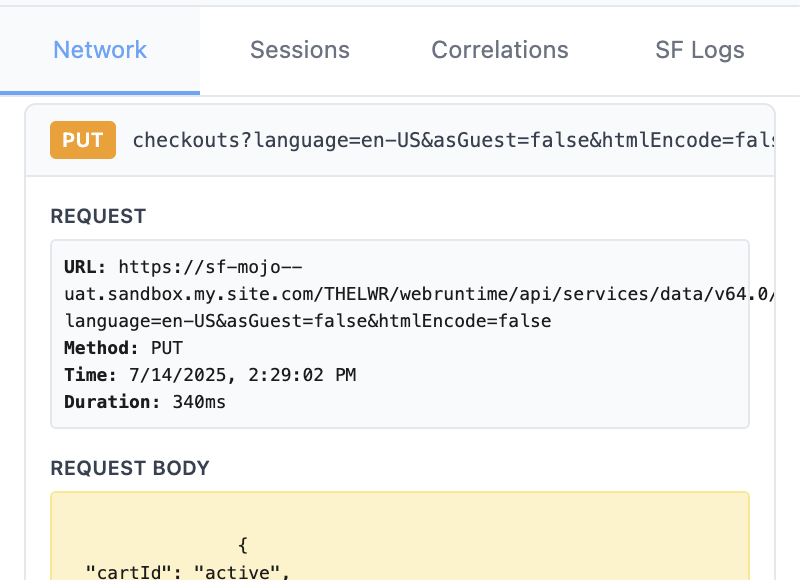 Network Sessions Correlations SF Logs
PUT checkouts?language=en-US&asGuest=false&htmlEncode=fals
REQUEST
URL: https://sf-mojo--
uat.sandbox.my.site.com/THELWR/webruntime/api/services/data/v64.0/
language=en-US&asGuest=false&htmlEncode=false
Method: PUT
Time: 7/14/2025, 2:29:02 PM
Duration: 340ms
REQUEST BODY
{
"cartId": "active",